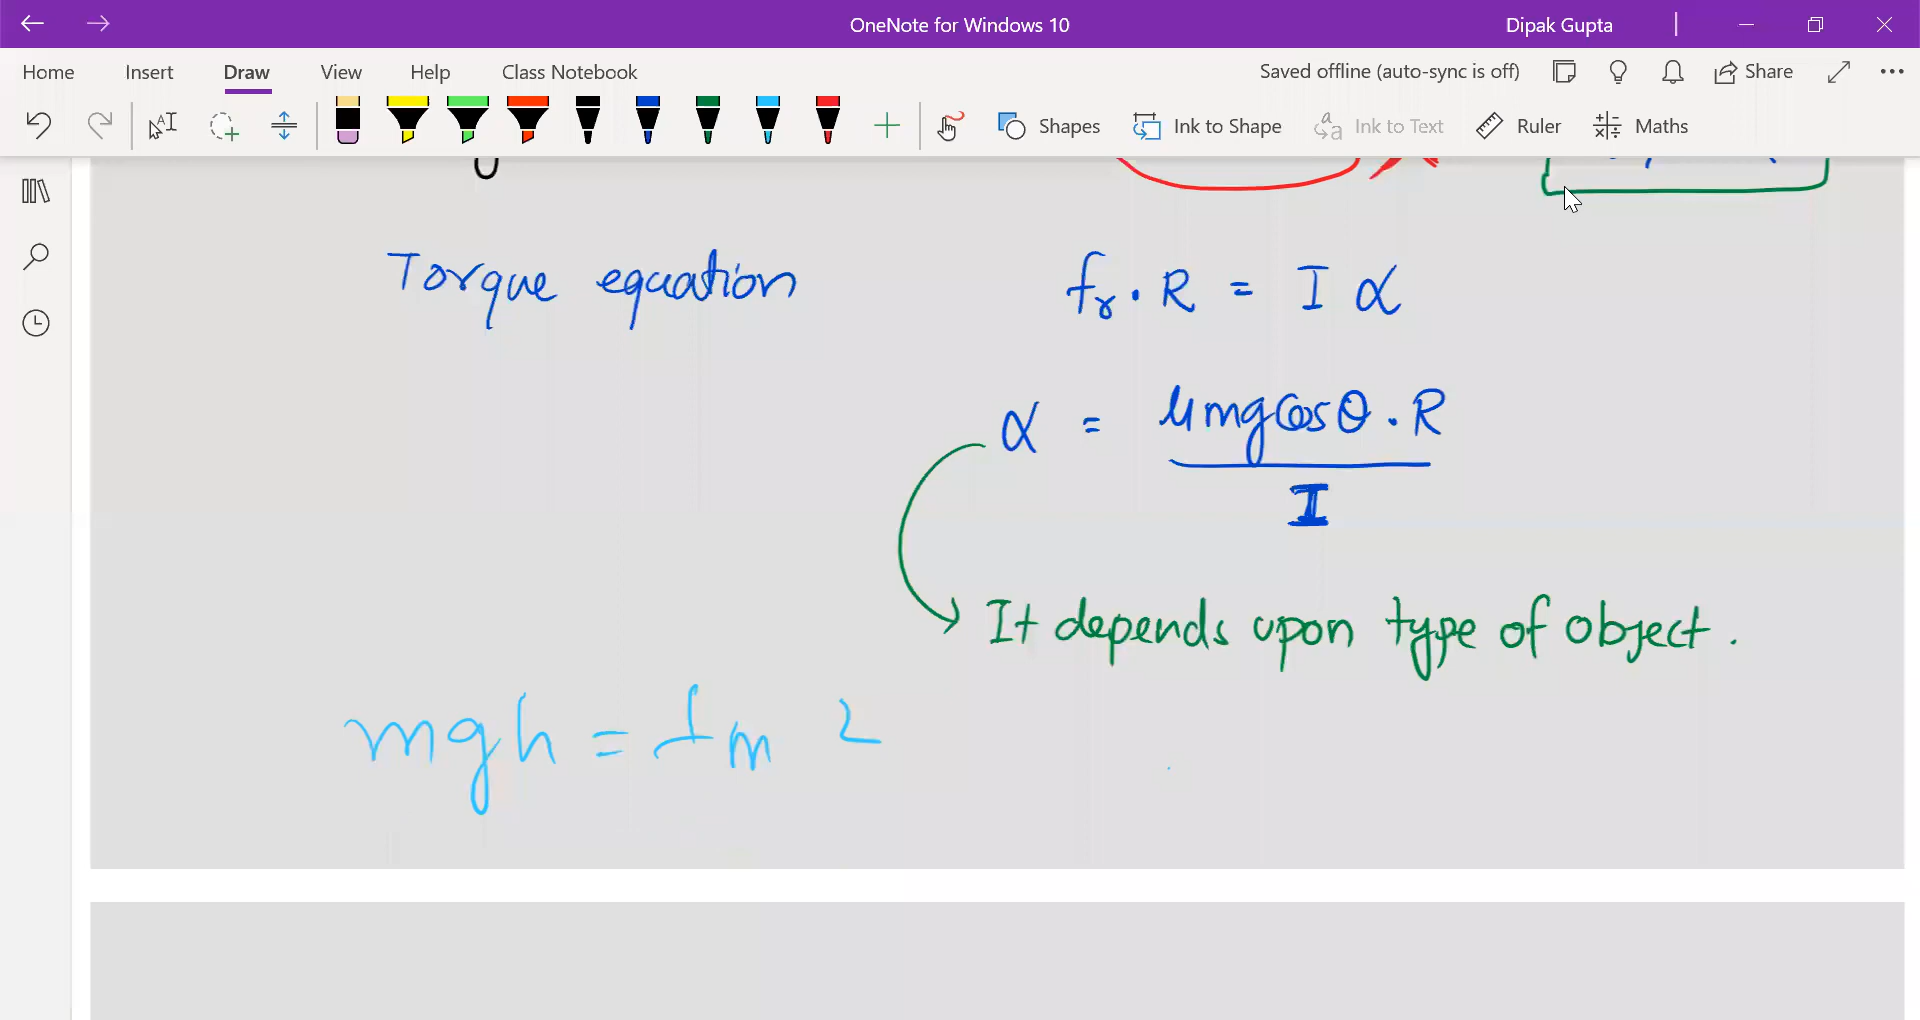 OneNote for Windows 10
Dipak Gupta
Home Insert Draw View Help Class Notebook
Saved offline (auto-sync is off)
Share
Shapes
Ink to Shape
Ink to Text
Ruler
Maths
Torque equation fr . R = I α
α = μmgCosθ . R
I
It depends upon type of object .
mgh = 1 m 2